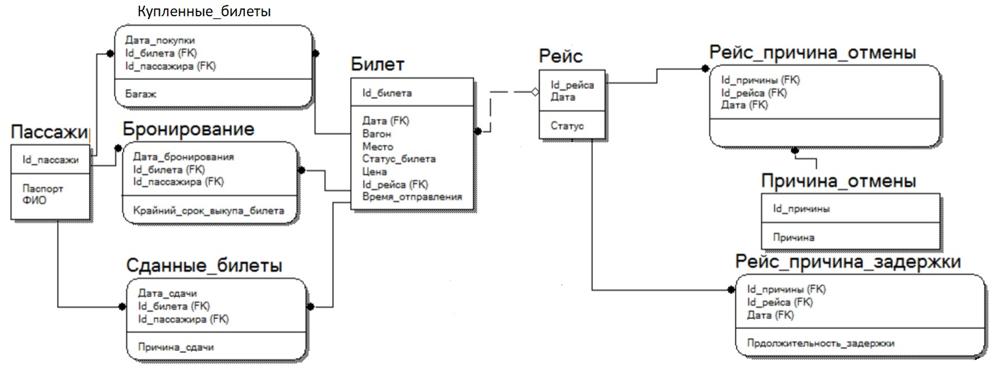 Купленные_билеты
Дата_покупки
Id_билета (FK)
Id_пассажира (FK)
Багаж
Пассажи
Id_пассажи
Паспорт
ФИО
Бронирование
Дата_бронирования
Id_билета (FK)
Id_пассажира (FK)
Крайний_срок_выкупа_билета
Сданные_билеты
Дата_сдачи
Id_билета (FK)
Id_пассажира (FK)
Причина_сдачи
Билет
Id_билета
Дата (FK)
Вагон
Место
Статус_билета
Цена
Id_рейса (FK)
Время_отправления
Рейс
Id_рейса
Дата
Статус
Рейс_причина_отмены
Id_причины (FK)
Id_рейса (FK)
Дата (FK)
Причина_отмены
Id_причины
Причина
Рейс_причина_задержки
Id_причины (FK)
Id_рейса (FK)
Дата (FK)
Прдолжительность_задержки